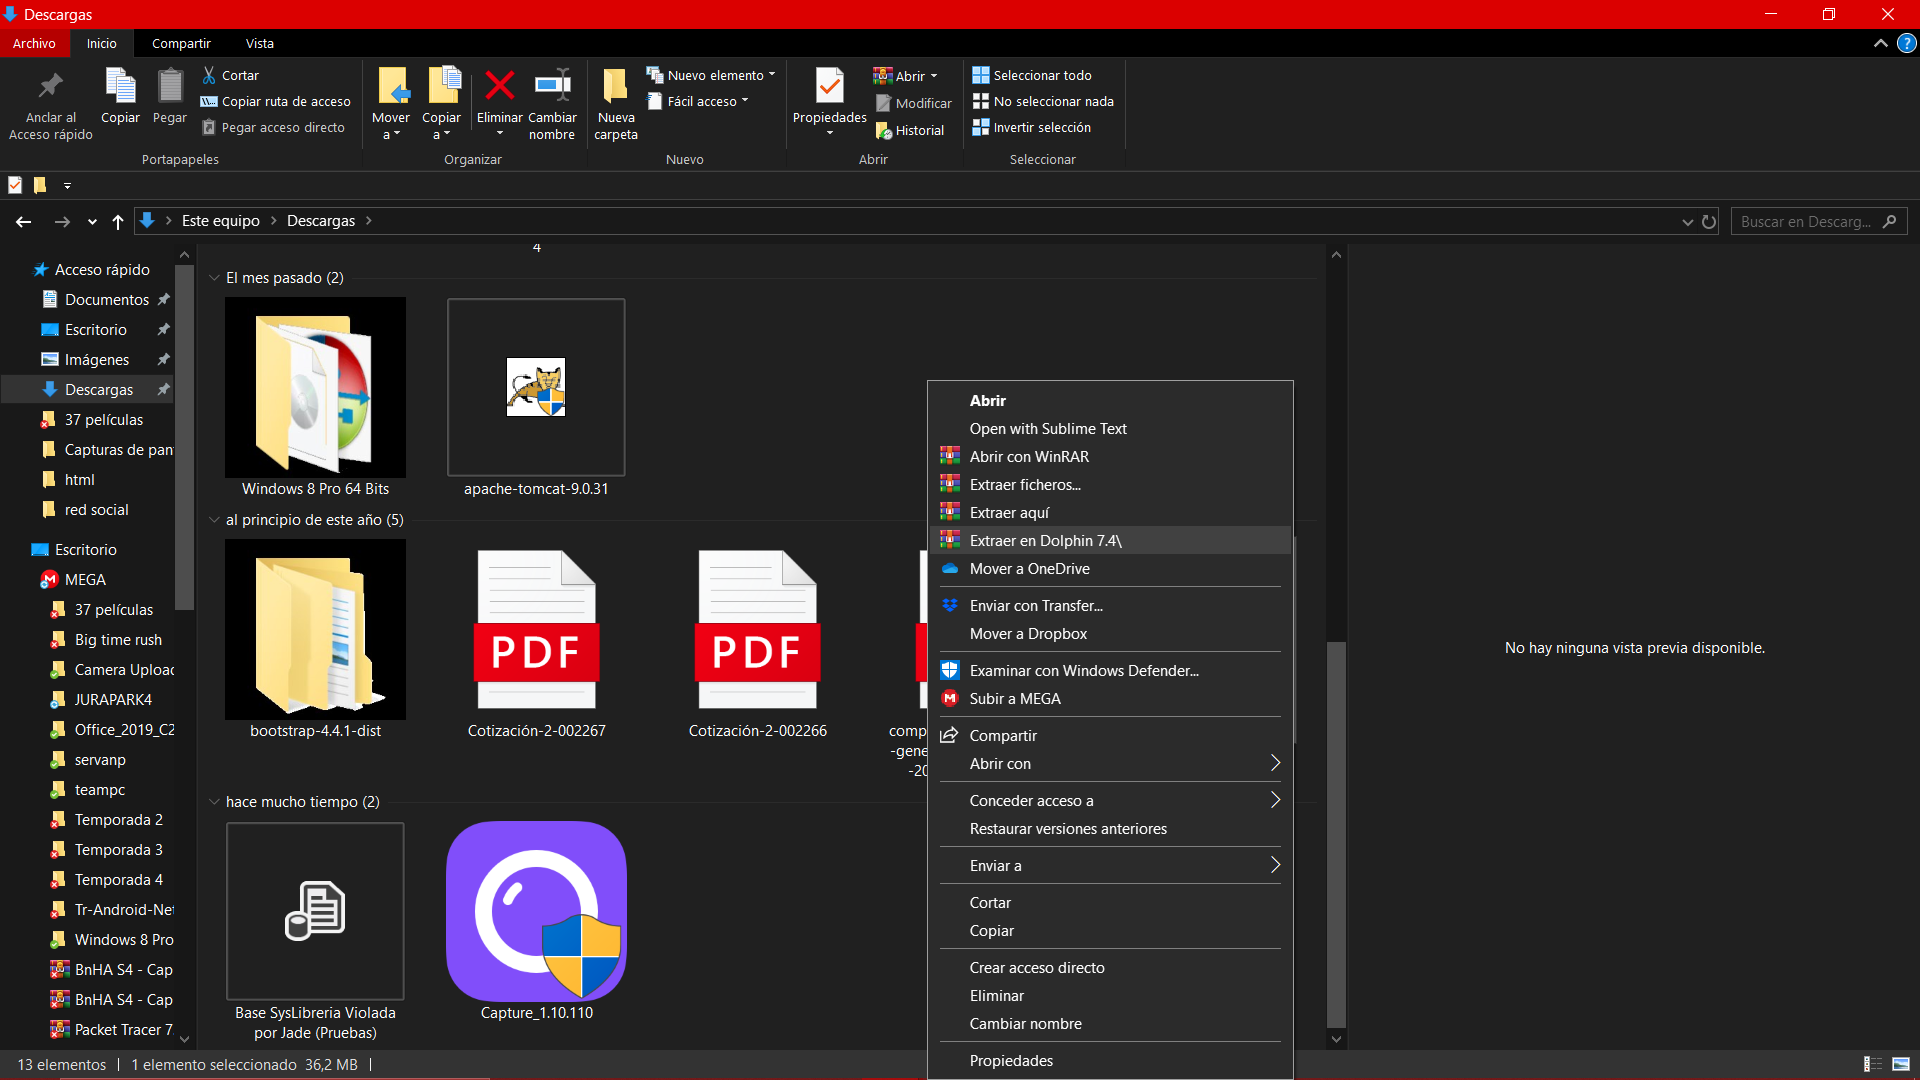 Descargas
Archivo
Inicio
Compartir
Vista
?
Anclar al
Acceso rápido
Copiar
Pegar
Cortar
Copiar ruta de acceso
Pegar acceso directo
Portapapeles
Mover
a
Copiar
a
Eliminar
Cambiar
nombre
Organizar
Nueva
carpeta
Nuevo elemento
Fácil acceso
Nuevo
Propiedades
Abrir
Modificar
Historial
Abrir
Seleccionar todo
No seleccionar nada
Invertir selección
Seleccionar
Este equipo
Descargas
Buscar en Descarg...
Acceso rápido
Documentos
Escritorio
Imágenes
Descargas
37 películas
Capturas de pan
html
red social
Escritorio
MEGA
37 películas
Big time rush
Camera Upload
JURAPARK4
Office_2019_C2
servanp
teampc
Temporada 2
Temporada 3
Temporada 4
Tr-Android-Net
Windows 8 Pro
BnHA S4 - Cap
BnHA S4 - Cap
Packet Tracer 7.
4
El mes pasado (2)
Windows 8 Pro 64 Bits
apache-tomcat-9.0.31
al principio de este año (5)
bootstrap-4.4.1-dist
PDF
Cotización-2-002267
PDF
Cotización-2-002266
comp
-gene
-20
hace mucho tiempo (2)
Base SysLibreria Violada
por Jade (Pruebas)
Capture_1.10.110
Abrir
Open with Sublime Text
Abrir con WinRAR
Extraer ficheros...
Extraer aquí
Extraer en Dolphin 7.4\
Mover a OneDrive
Enviar con Transfer...
Mover a Dropbox
Examinar con Windows Defender...
Subir a MEGA
Compartir
Abrir con
Conceder acceso a
Restaurar versiones anteriores
Enviar a
Cortar
Copiar
Crear acceso directo
Eliminar
Cambiar nombre
Propiedades
No hay ninguna vista previa disponible.
13 elementos
1 elemento seleccionado 36,2 MB